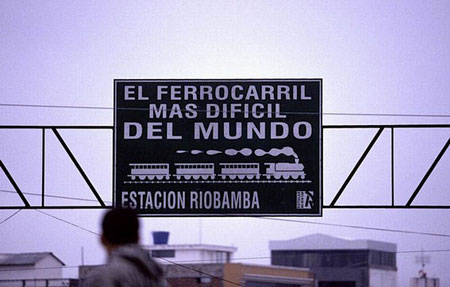 EL FERROCARRIL
MAS DIFICIL
DEL MUNDO
ESTACION RIOBAMBA